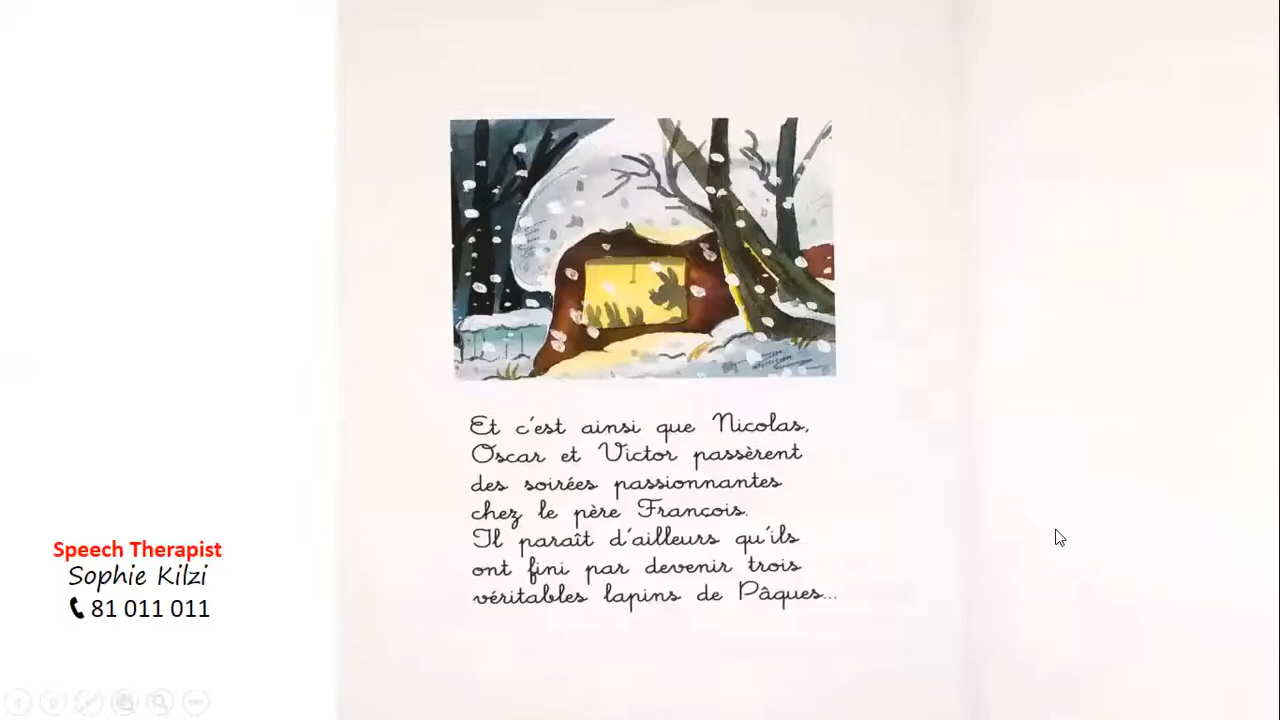 Et c'est ainsi que Nicolas,
Oscar et Victor passèrent
des soirées passionnantes
chez le père François.
Il paraît d'ailleurs qu'ils
ont fini par devenir trois
véritables lapins de Pâques...
Speech Therapist
Sophie Kilzi
81 011 011